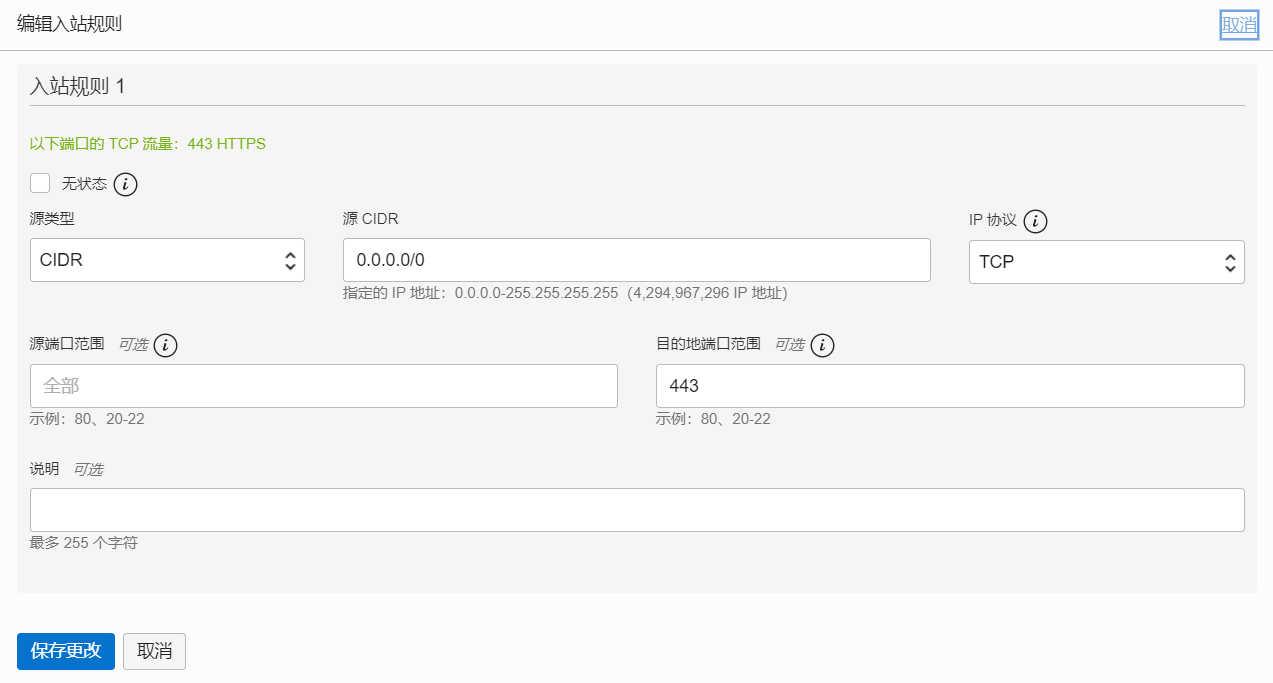 编辑入站规则 取消
入站规则 1
以下端口的 TCP 流量：443 HTTPS
无状态 i
源类型 源 CIDR IP 协议 i
CIDR 0.0.0.0/0 TCP
指定的 IP 地址：0.0.0.0-255.255.255.255（4,294,967,296 IP 地址）
源端口范围 可选 i 目的地端口范围 可选 i
全部 443
示例：80、20-22 示例：80、20-22
说明 可选
最多 255 个字符
保存更改 取消